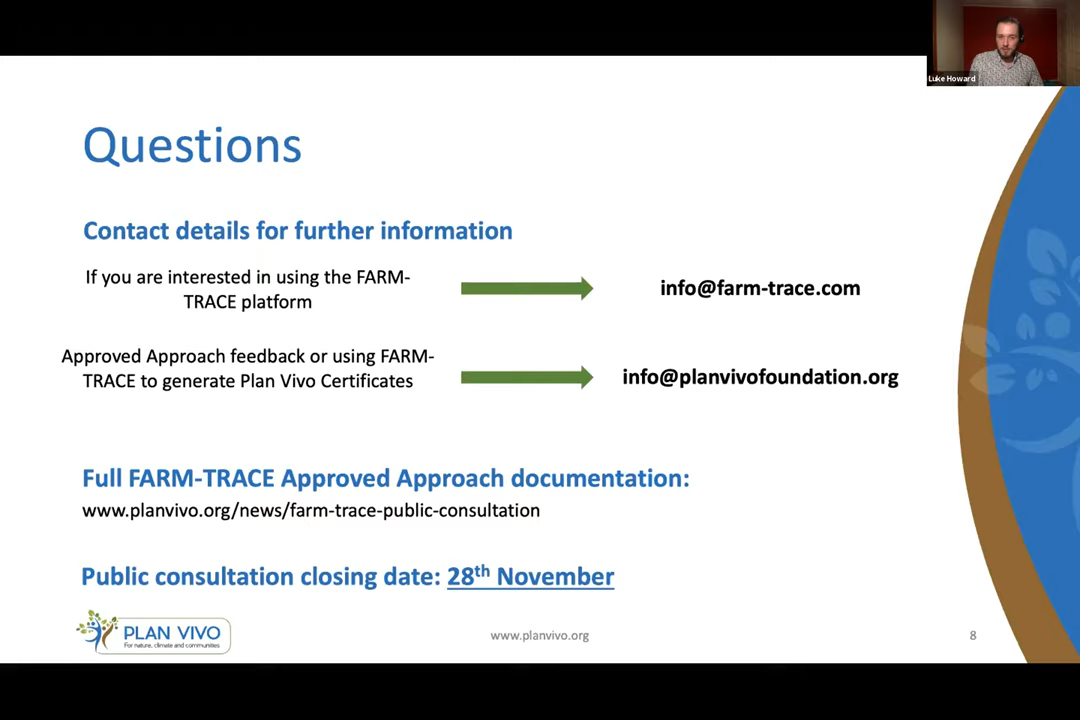 Luke Howard
Questions
Contact details for further information
If you are interested in using the FARM-
TRACE platform
info@farm-trace.com
Approved Approach feedback or using FARM-
TRACE to generate Plan Vivo Certificates
info@planvivofoundation.org
Full FARM-TRACE Approved Approach documentation:
www.planvivo.org/news/farm-trace-public-consultation
Public consultation closing date: 28th November
PLAN VIVO
For nature, climate and communities
www.planvivo.org
8